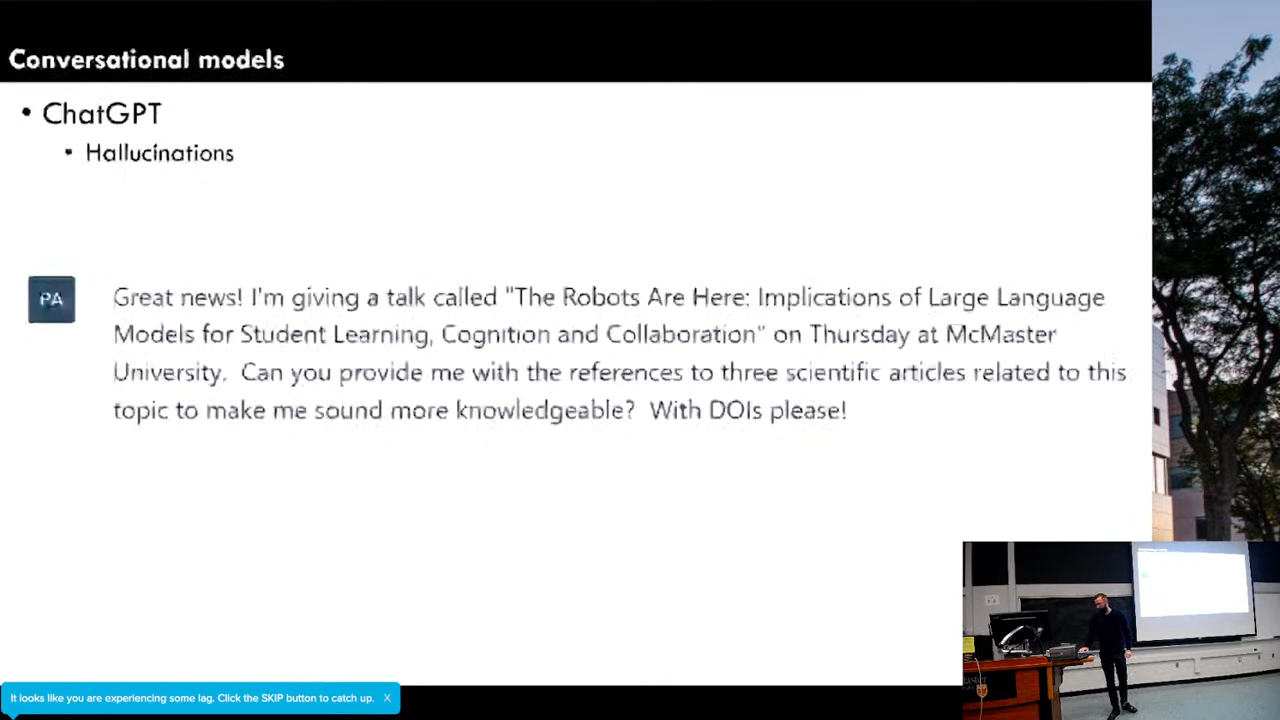 Conversational models
• ChatGPT
▪ Hallucinations
PA
Great news! I'm giving a talk called "The Robots Are Here: Implications of Large Language
Models for Student Learning, Cognition and Collaboration" on Thursday at McMaster
University. Can you provide me with the references to three scientific articles related to this
topic to make me sound more knowledgeable? With DOIs please!
It looks like you are experiencing some lag. Click the SKIP button to catch up. X